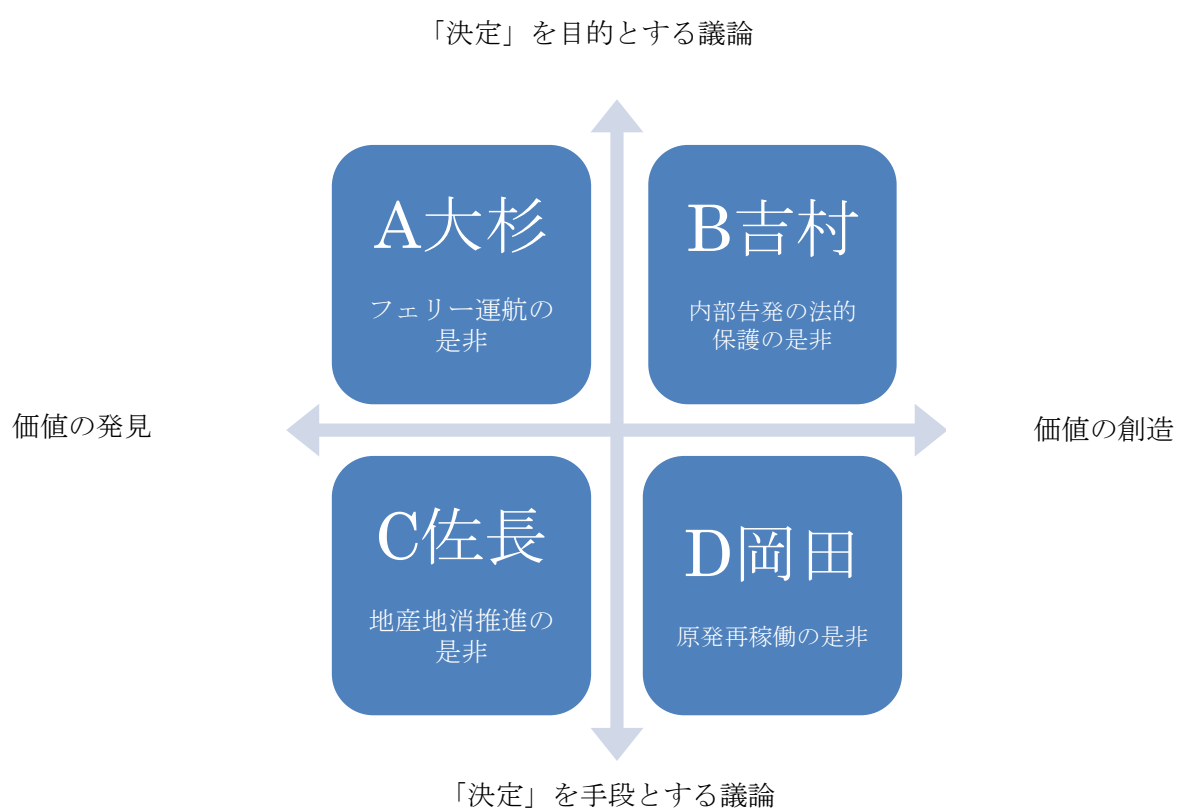 「決定」を目的とする議論
A大杉
フェリー運航の
是非
B吉村
内部告発の法的
保護の是非
価値の発見
価値の創造
C佐長
地産地消推進の
是非
D岡田
原発再稼働の是非
「決定」を手段とする議論